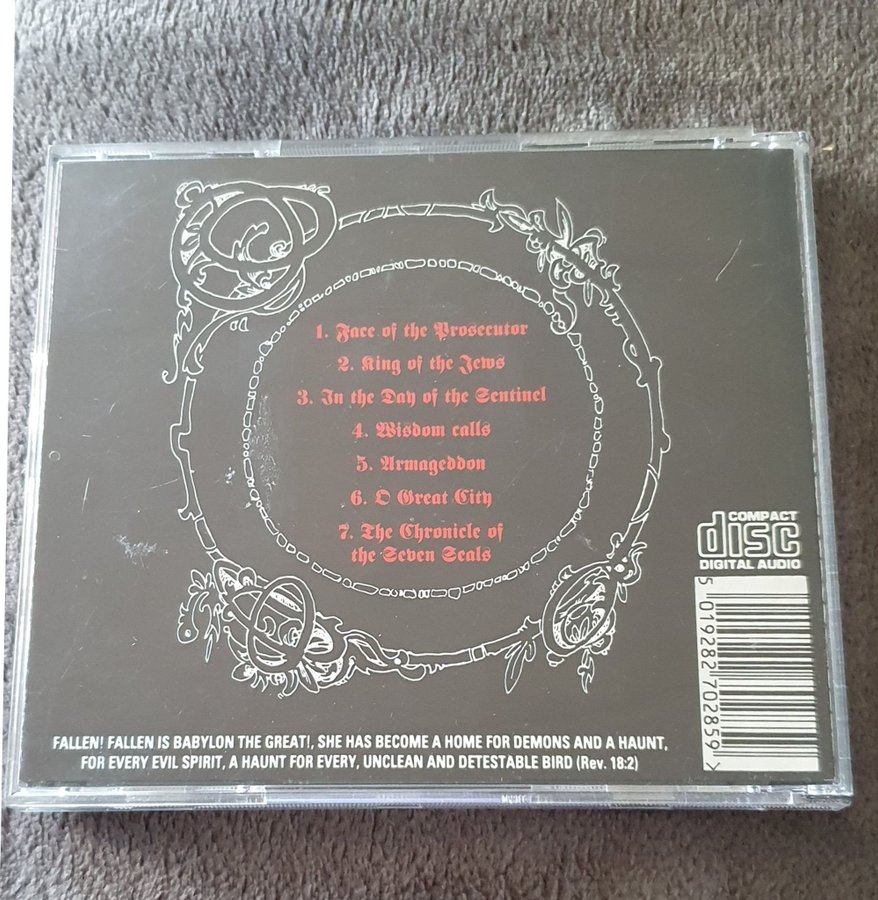 1. Face of the Prosecutor
2. King of the Jews
3. In the Day of the Sentinel
4. Wisdom calls
5. Armageddon
6. O Great City
7. The Chronicle of
the Seven Seals
COMPACT
disc
DIGITAL AUDIO
5 019282 702859 >
FALLEN! FALLEN IS BABYLON THE GREAT!, SHE HAS BECOME A HOME FOR DEMONS AND A HAUNT,
FOR EVERY EVIL SPIRIT, A HAUNT FOR EVERY, UNCLEAN AND DETESTABLE BIRD (Rev. 18:2)